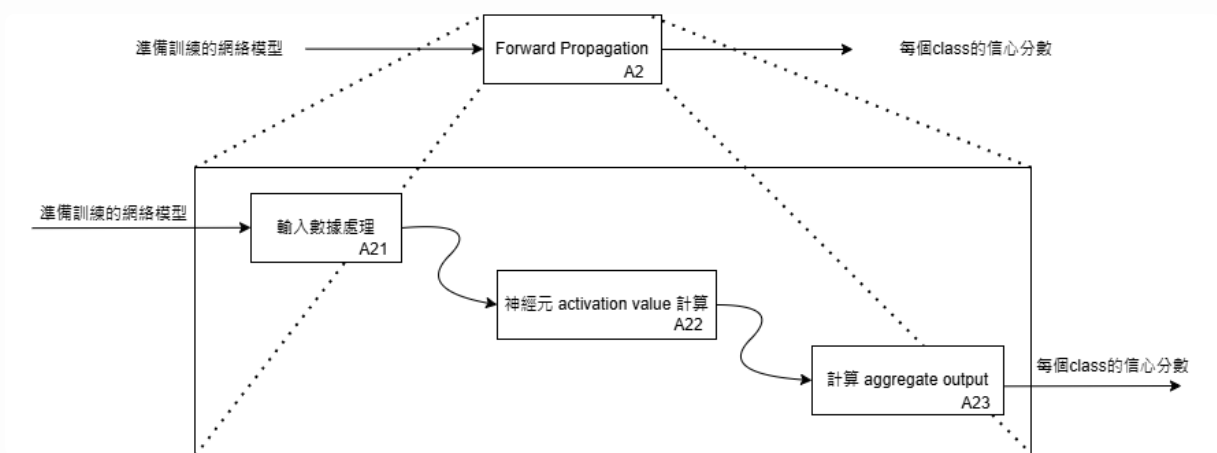 準備訓練的網絡模型
Forward Propagation
A2
每個class的信心分數
準備訓練的網絡模型
輸入數據處理
A21
神經元 activation value 計算
A22
計算 aggregate output
A23
每個class的信心分數